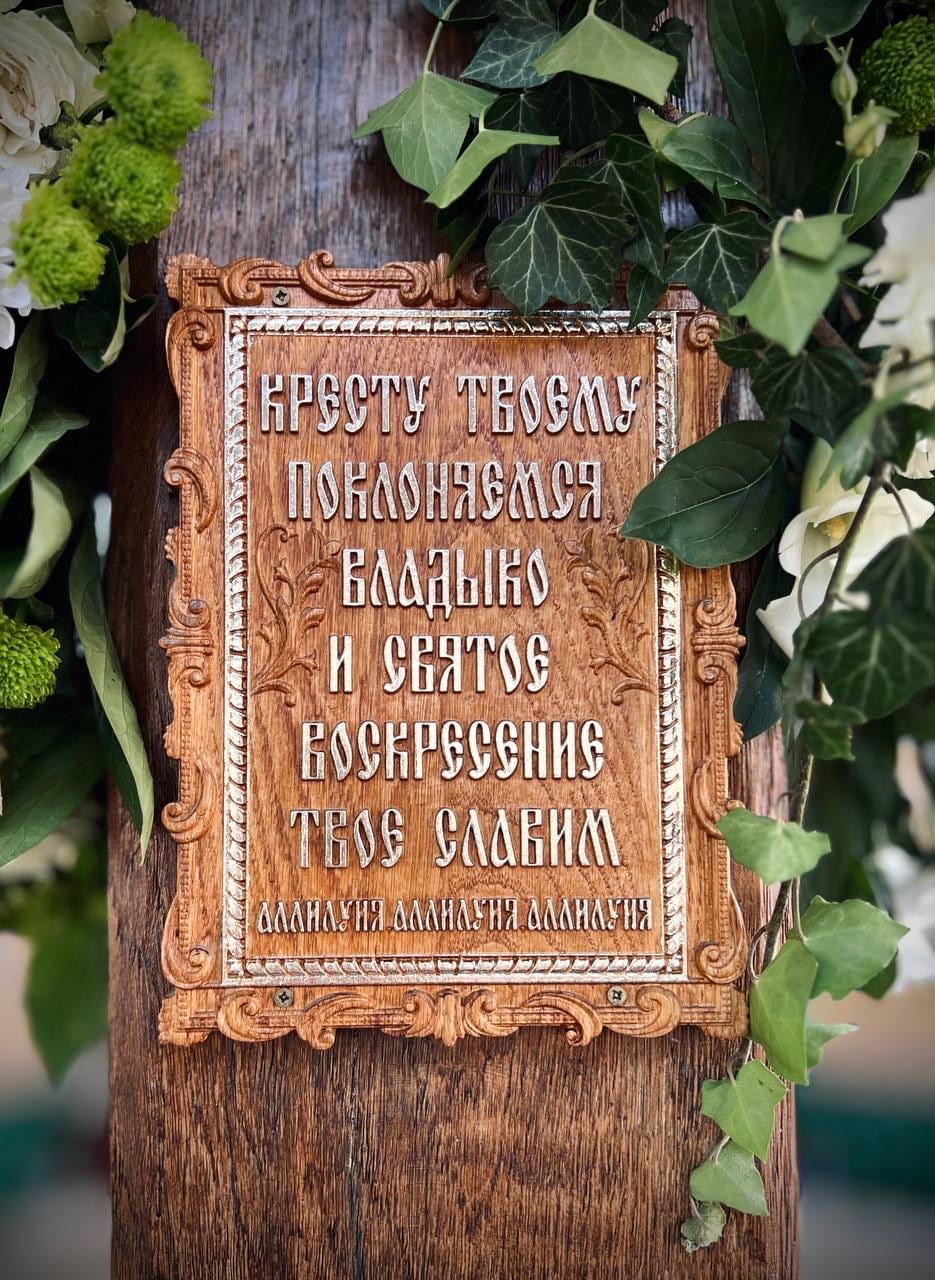 КРЕСТУ ТВОЕМУ
ПОКЛОНЯЕМСЯ
ВЛАДЫКО
И СВЯТОЕ
ВОСКРЕСЕНИЕ
ТВОЕ СЛАВИМ
АЛЛИЛУИЯ.АЛЛИЛУИЯ.АЛЛИЛУИЯ